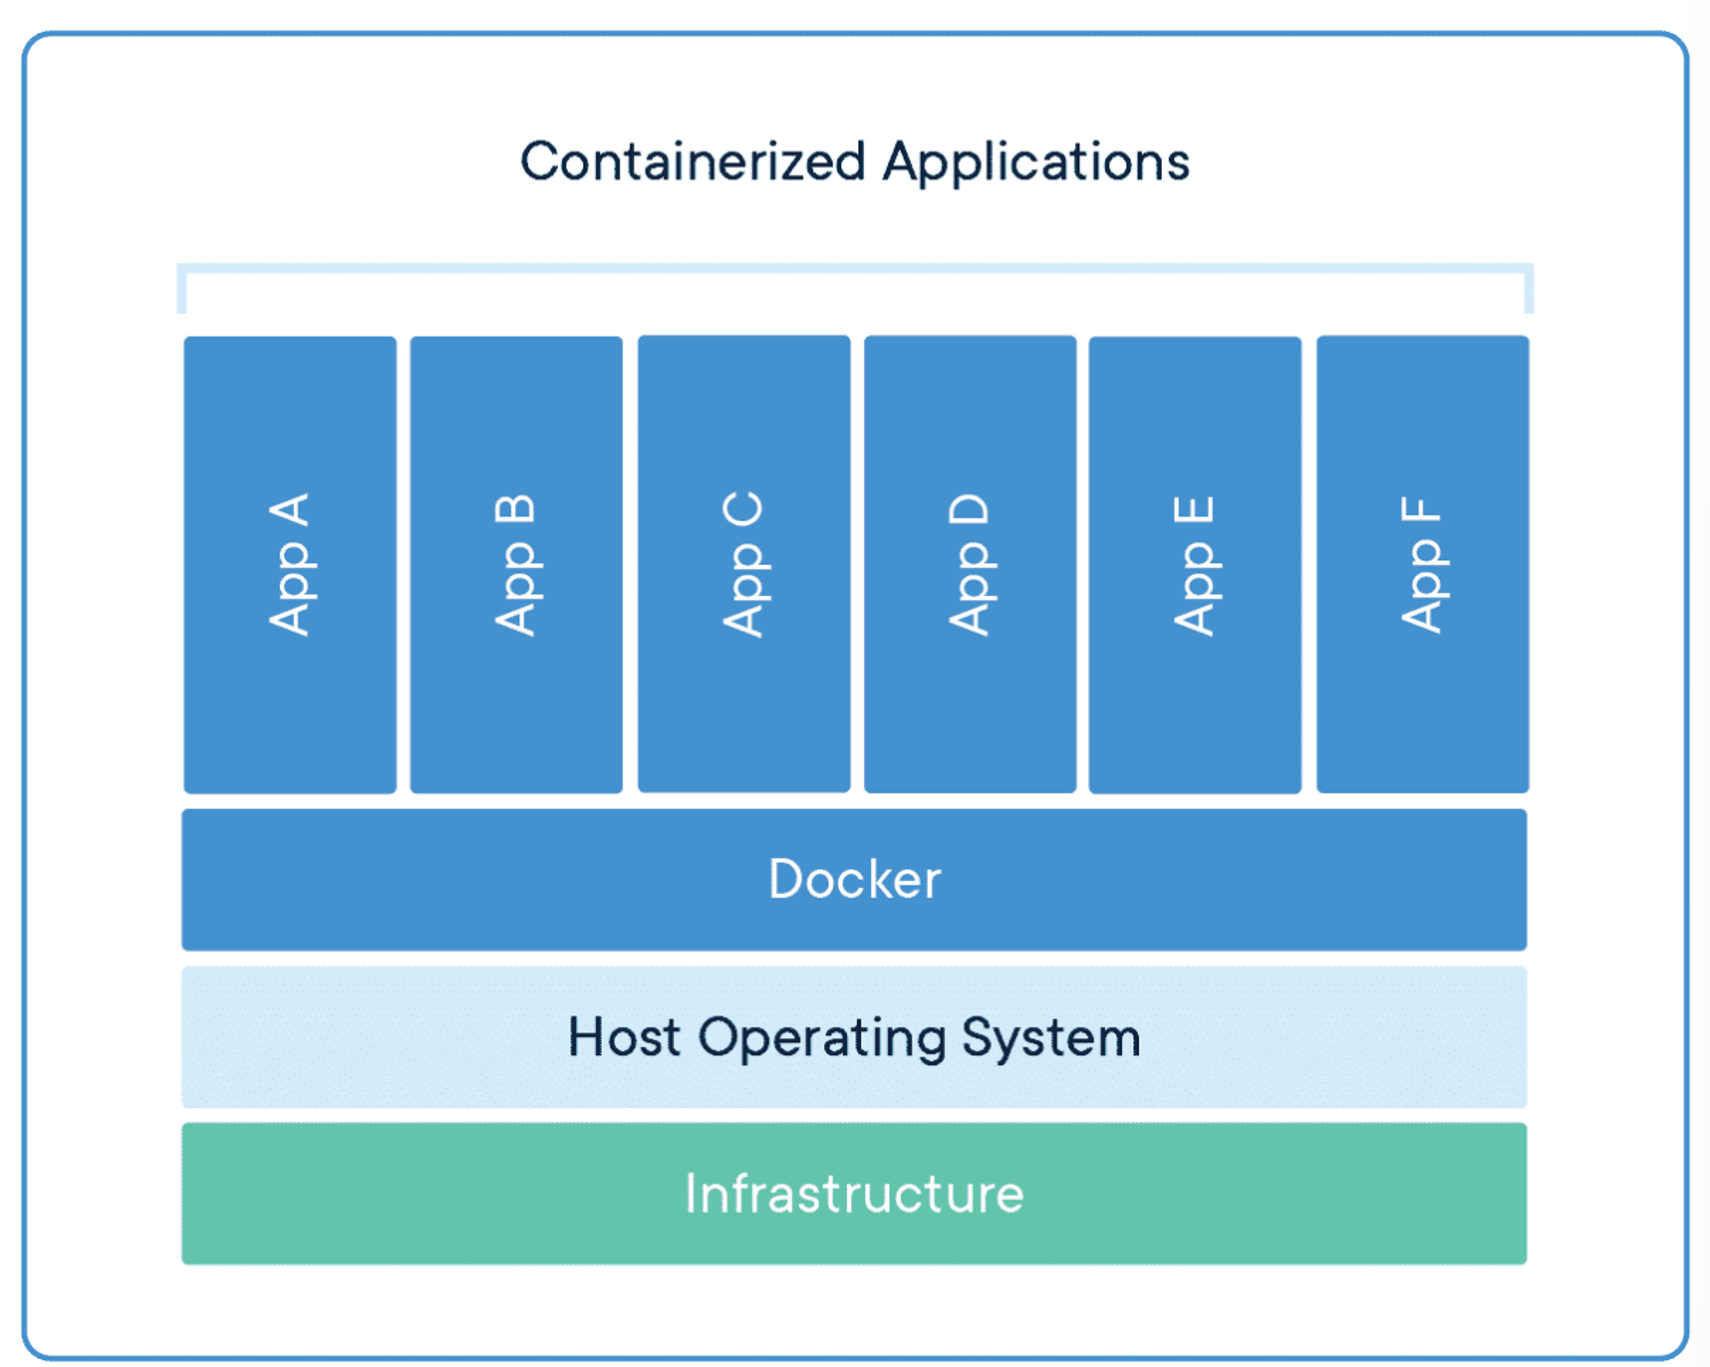 Containerized Applications
App A
App B
App C
App D
App E
App F
Docker
Host Operating System
Infrastructure